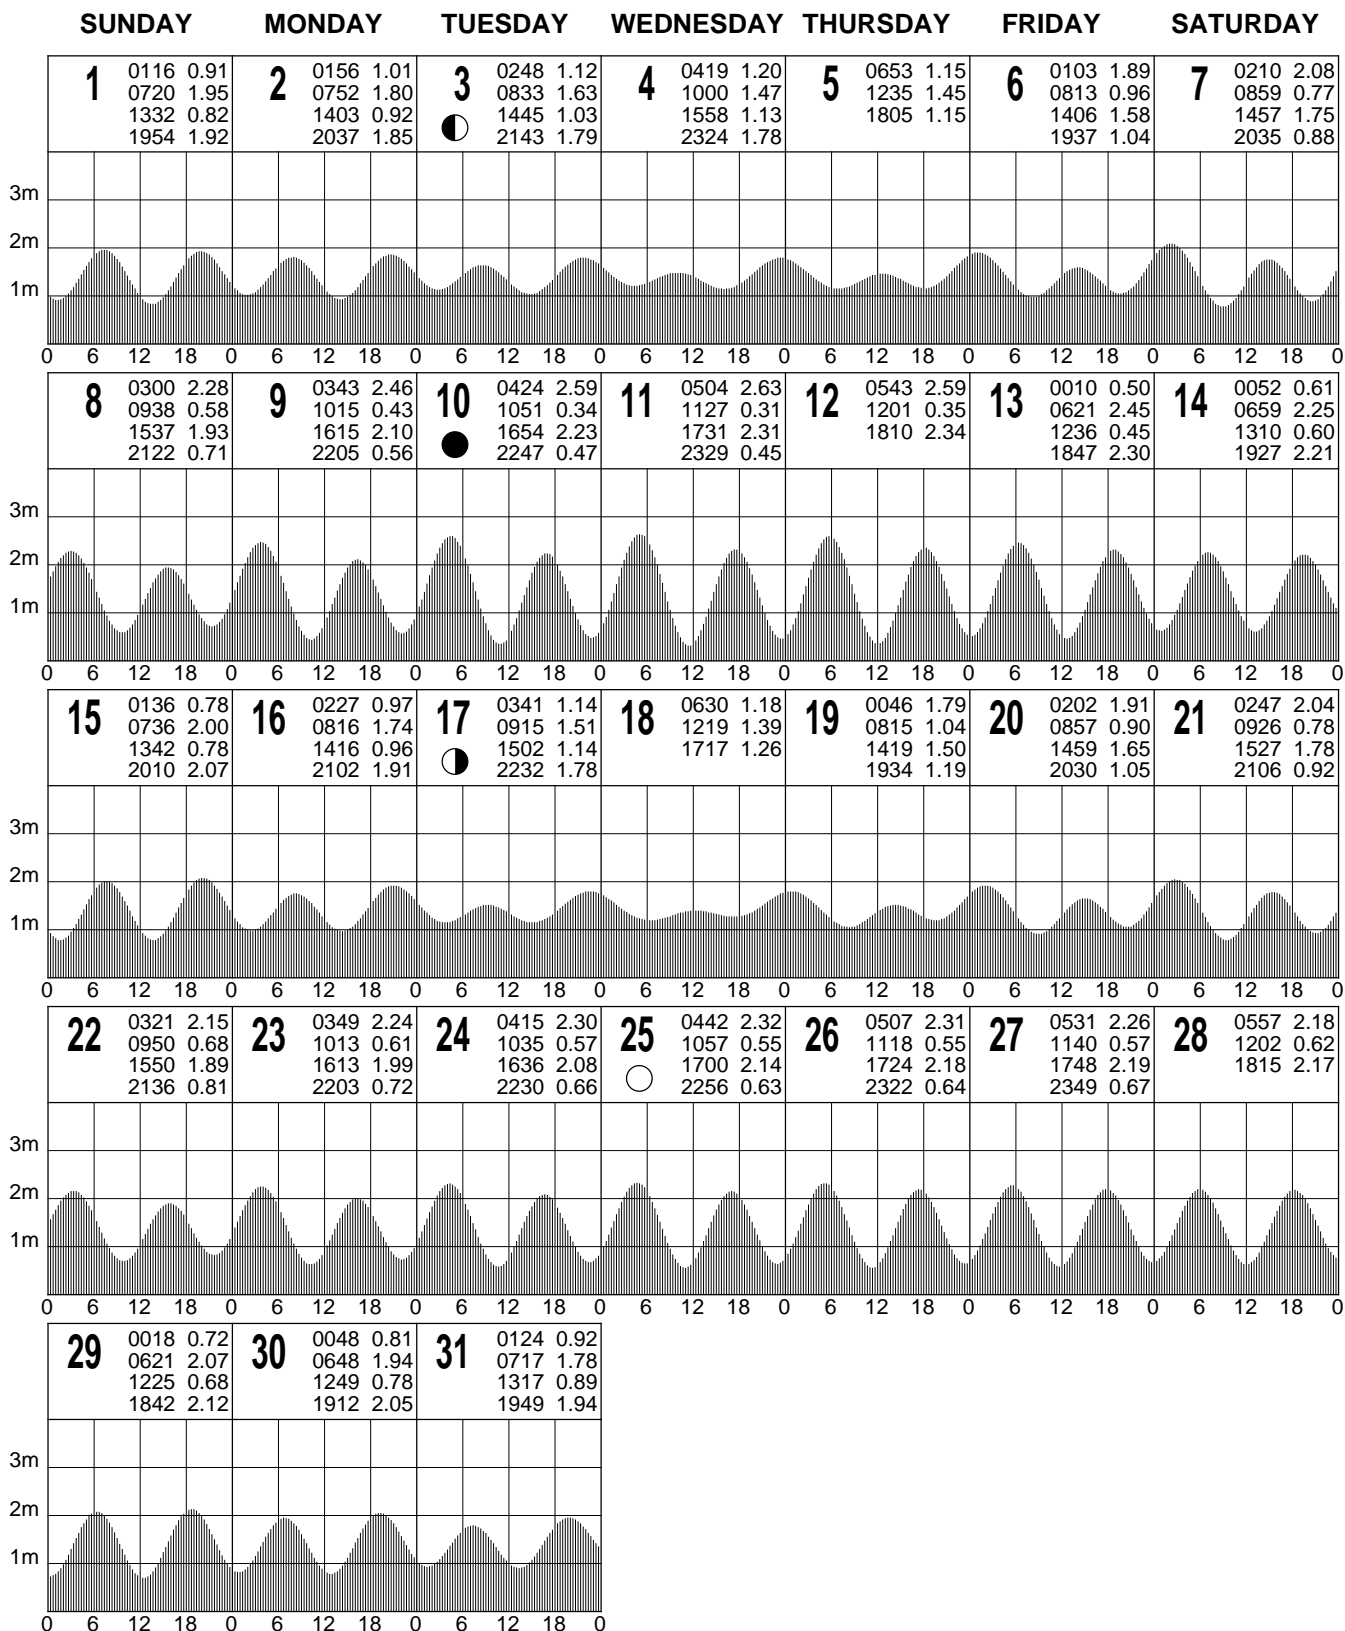 SUNDAY MONDAY TUESDAY WEDNESDAY THURSDAY FRIDAY SATURDAY
1 0116 0.91
0720 1.95
1332 0.82
1954 1.92
2 0156 1.01
0752 1.80
1403 0.92
2037 1.85
3 0248 1.12
0833 1.63
1445 1.03
2143 1.79
4 0419 1.20
1000 1.47
1558 1.13
2324 1.78
5 0653 1.15
1235 1.45
1805 1.15
6 0103 1.89
0813 0.96
1406 1.58
1937 1.04
7 0210 2.08
0859 0.77
1457 1.75
2035 0.88
3m
2m
1m
0 6 12 18 0 6 12 18 0 6 12 18 0 6 12 18 0 6 12 18 0 6 12 18 0 6 12 18 0
8 0300 2.28
0938 0.58
1537 1.93
2122 0.71
9 0343 2.46
1015 0.43
1615 2.10
2205 0.56
10 0424 2.59
1051 0.34
1654 2.23
2247 0.47
11 0504 2.63
1127 0.31
1731 2.31
2329 0.45
12 0543 2.59
1201 0.35
1810 2.34
13 0010 0.50
0621 2.45
1236 0.45
1847 2.30
14 0052 0.61
0659 2.25
1310 0.60
1927 2.21
3m
2m
1m
0 6 12 18 0 6 12 18 0 6 12 18 0 6 12 18 0 6 12 18 0 6 12 18 0 6 12 18 0
15 0136 0.78
0736 2.00
1342 0.78
2010 2.07
16 0227 0.97
0816 1.74
1416 0.96
2102 1.91
17 0341 1.14
0915 1.51
1502 1.14
2232 1.78
18 0630 1.18
1219 1.39
1717 1.26
19 0046 1.79
0815 1.04
1419 1.50
1934 1.19
20 0202 1.91
0857 0.90
1459 1.65
2030 1.05
21 0247 2.04
0926 0.78
1527 1.78
2106 0.92
3m
2m
1m
0 6 12 18 0 6 12 18 0 6 12 18 0 6 12 18 0 6 12 18 0 6 12 18 0 6 12 18 0
22 0321 2.15
0950 0.68
1550 1.89
2136 0.81
23 0349 2.24
1013 0.61
1613 1.99
2203 0.72
24 0415 2.30
1035 0.57
1636 2.08
2230 0.66
25 0442 2.32
1057 0.55
1700 2.14
2256 0.63
26 0507 2.31
1118 0.55
1724 2.18
2322 0.64
27 0531 2.26
1140 0.57
1748 2.19
2349 0.67
28 0557 2.18
1202 0.62
1815 2.17
3m
2m
1m
0 6 12 18 0 6 12 18 0 6 12 18 0 6 12 18 0 6 12 18 0 6 12 18 0 6 12 18 0
29 0018 0.72
0621 2.07
1225 0.68
1842 2.12
30 0048 0.81
0648 1.94
1249 0.78
1912 2.05
31 0124 0.92
0717 1.78
1317 0.89
1949 1.94
3m
2m
1m
0 6 12 18 0 6 12 18 0 6 12 18 0